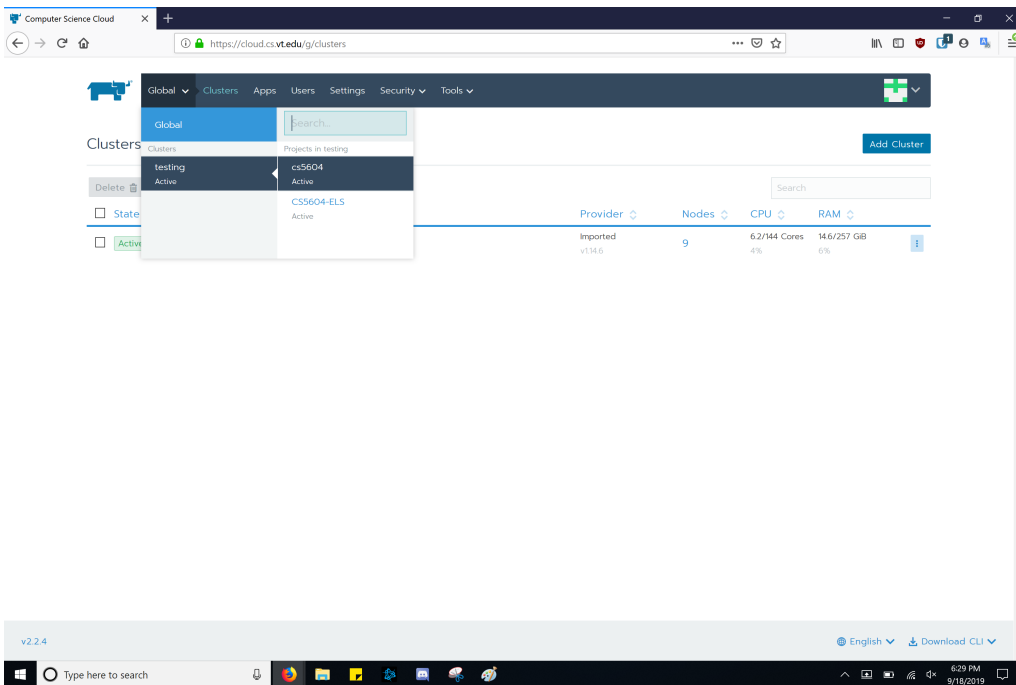 Computer Science Cloud
https://cloud.cs.vt.edu/g/clusters
Global Clusters Apps Users Settings Security Tools
Global
Search...
Clusters
Add Cluster
Clusters
Projects in testing
testing
Active
cs5604
Active
Delete
Search
CS5604-ELS
Active
State
Provider Nodes CPU RAM
Active
Imported
v1.14.6
9
6.2/144 Cores
4%
14.6/257 GiB
6%
v2.2.4
English
Download CLI
Type here to search
6:29 PM
9/18/2019